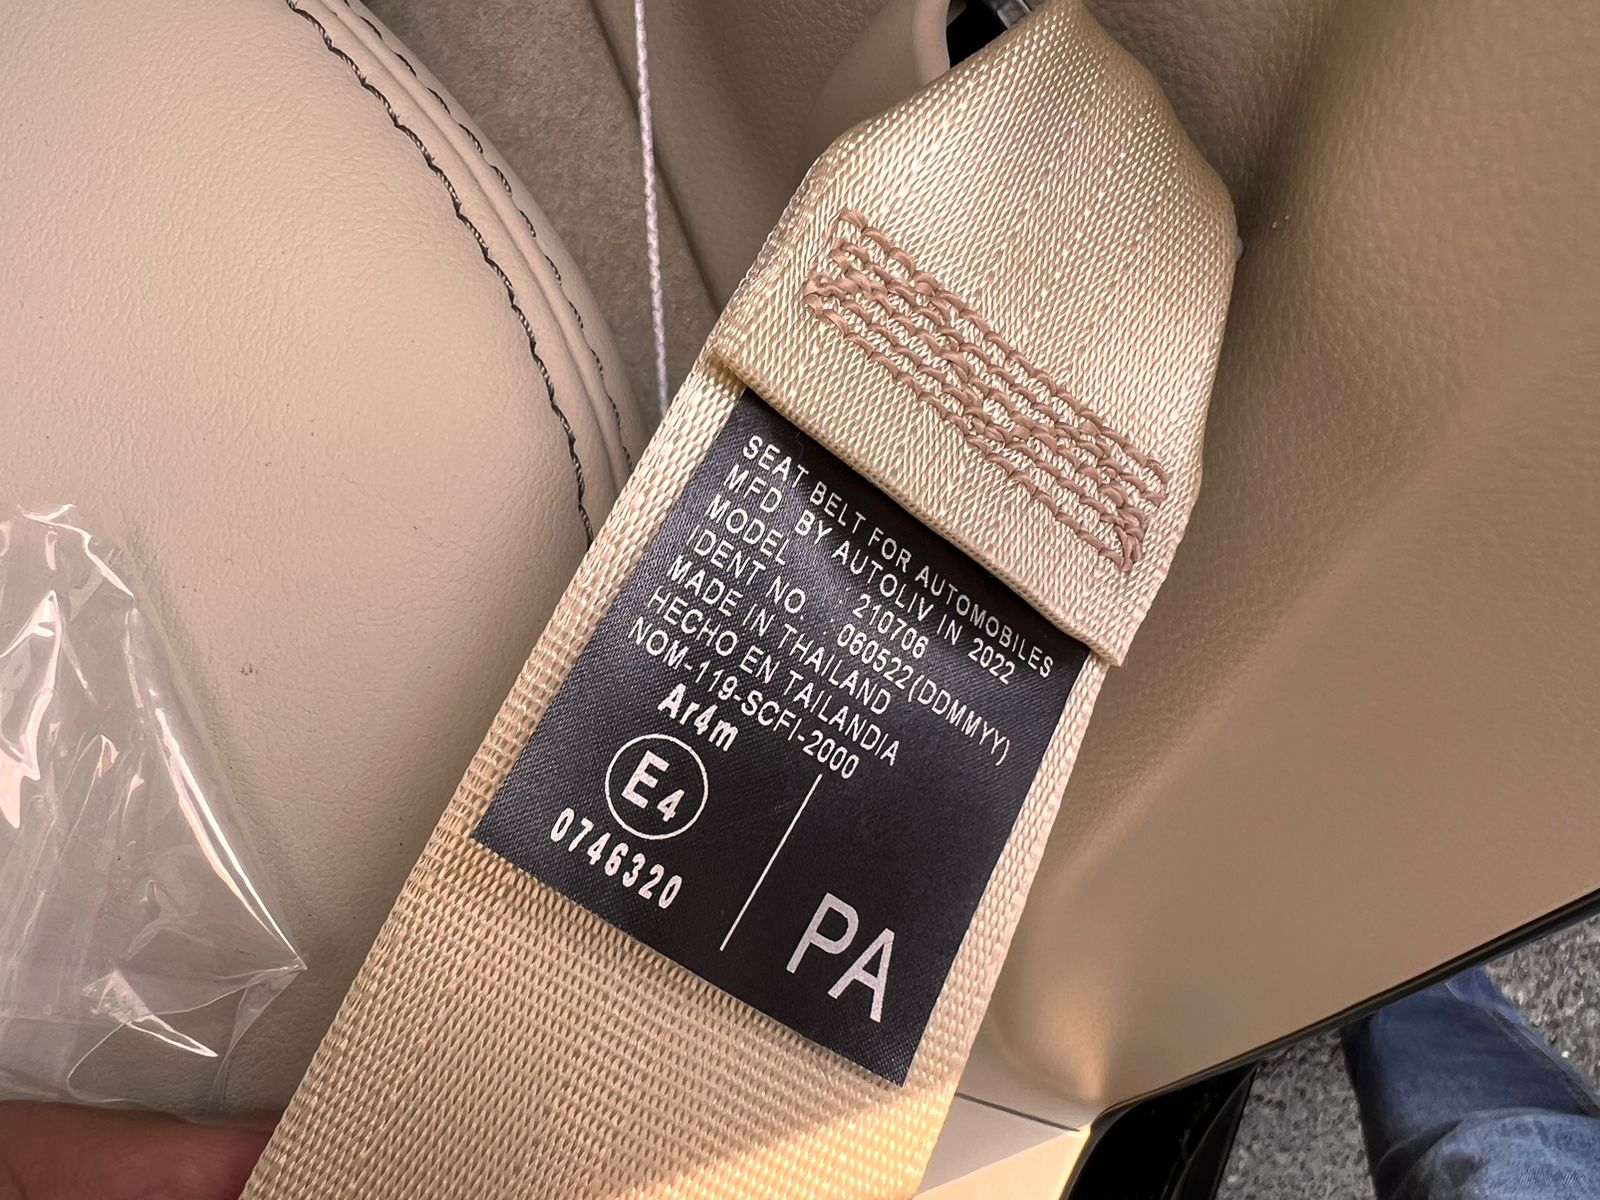 SEAT BELT FOR AUTOMOBILES
MFD BY AUTOLIV IN 2022
MODEL 210706
IDENT NO. 060522(DDMMYY)
MADE IN THAILAND
HECHO EN TAILANDIA
NOM-119-SCFI-2000
Ar4m
E4
0746320
PA